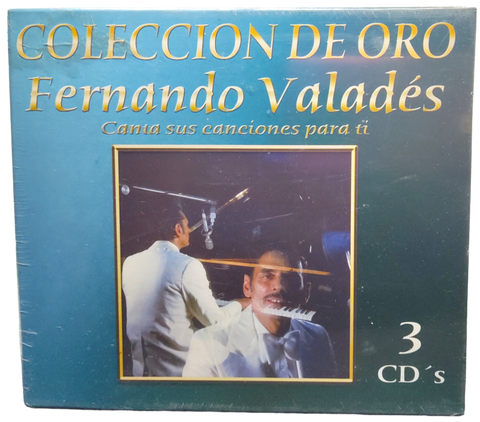 COLECCION DE ORO
Fernando Valadés
Canta sus canciones para ti
3
CD´s